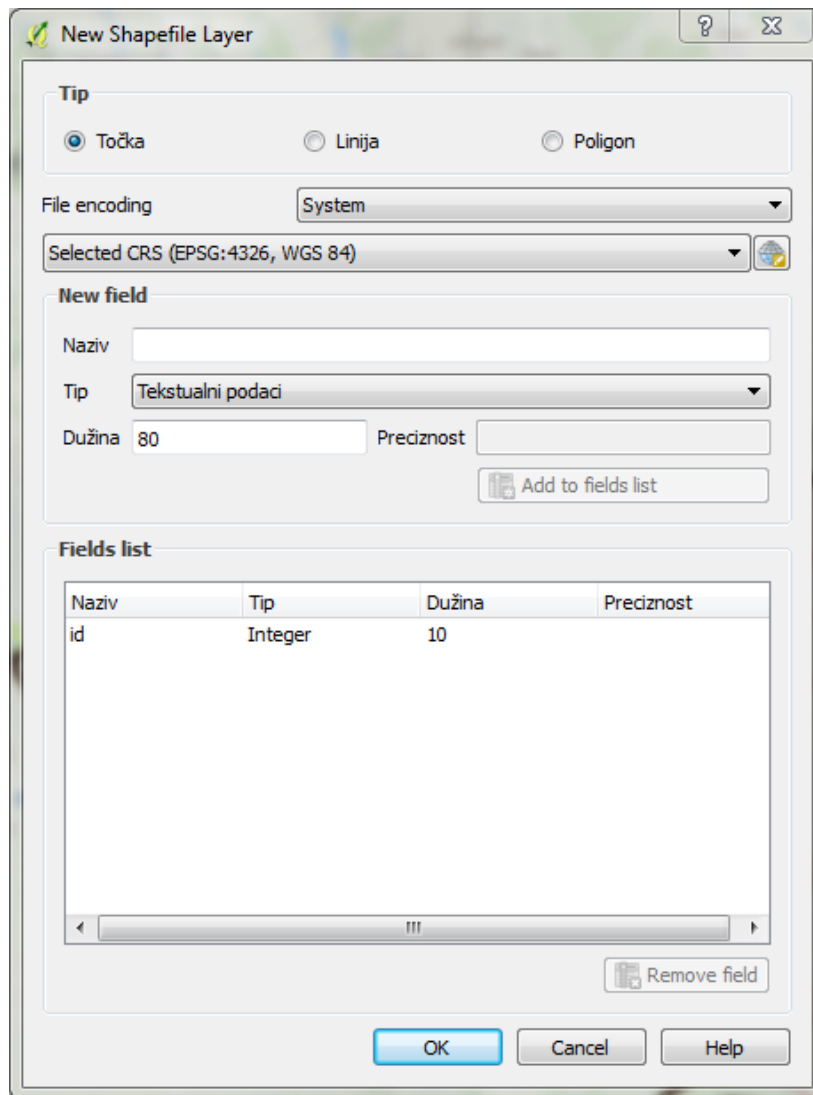 New Shapefile Layer
Tip
Točka Linija Poligon
File encoding System
Selected CRS (EPSG:4326, WGS 84)
New field
Naziv
Tip Tekstualni podaci
Dužina 80 Preciznost
Add to fields list
Fields list
Naziv Tip Dužina Preciznost
id Integer 10
Remove field
OK Cancel Help